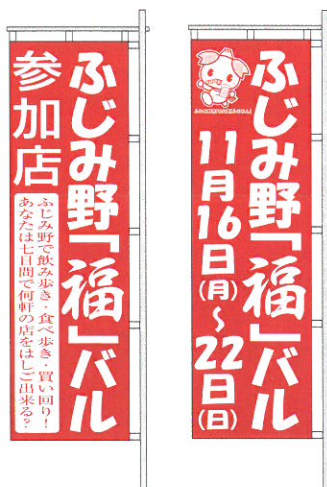 ふじみ野「福」バル
参加店
ふじみ野で飲み歩き・食べ歩き・買い回り！
あなたは七日間で何軒の店をはしご出来る？
ふじみ野「福」バル
11月16日(月)～22日(日)